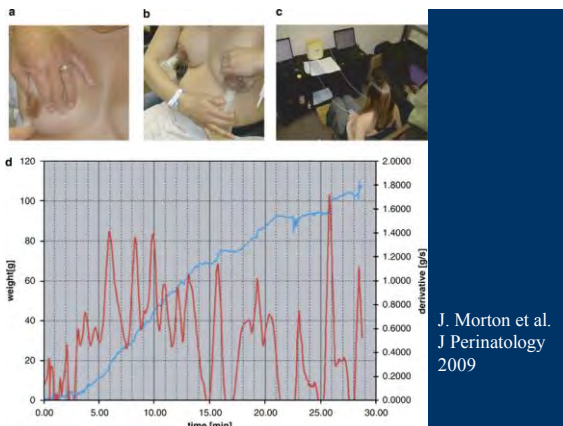 a
b
c
d
120
100
80
60
40
20
0
weight[g]
2.0000
1.8000
1.6000
1.4000
1.2000
1.0000
0.8000
0.6000
0.4000
0.2000
0.0000
derivative [g/s]
0.00
5.00
10.00
15.00
20.00
25.00
30.00
time [min]
J. Morton et al.
J Perinatology
2009